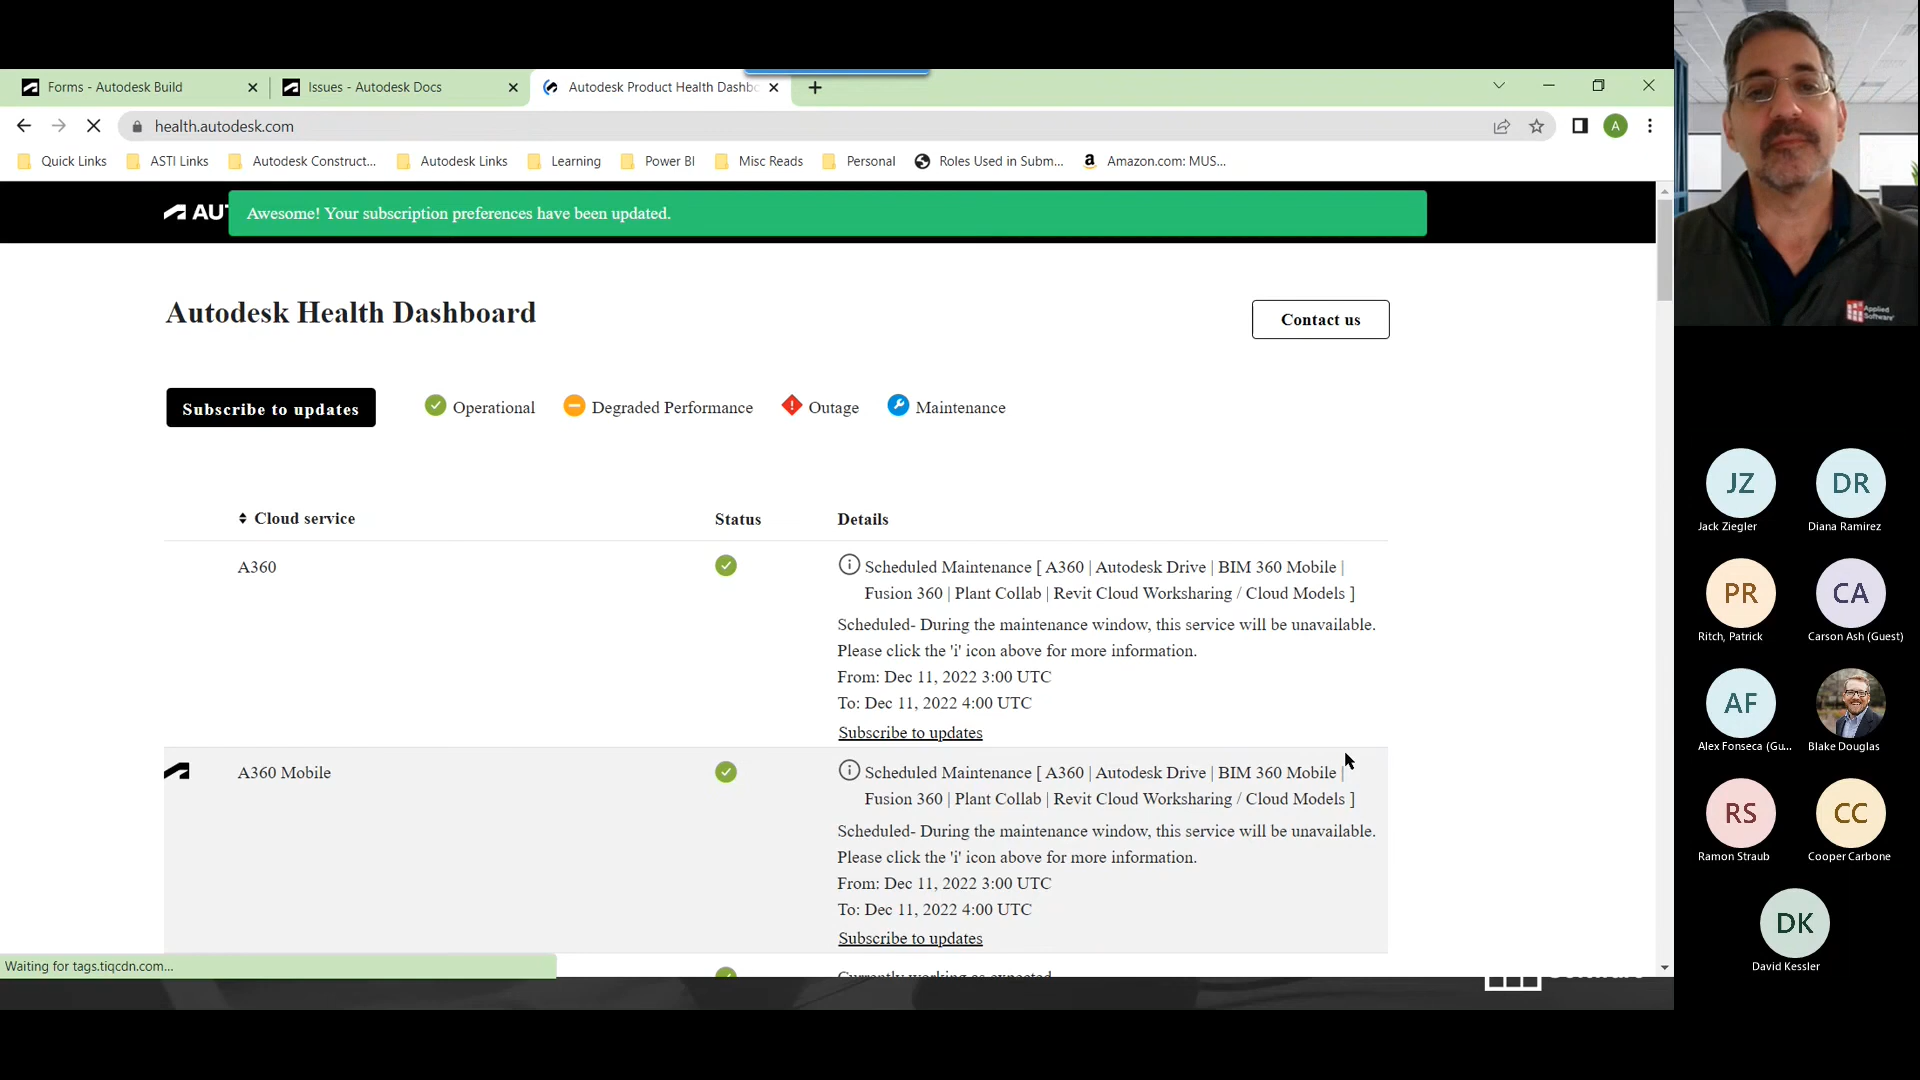 Forms - Autodesk Build
Issues - Autodesk Docs
Autodesk Product Health Dashbo
health.autodesk.com
A
Quick Links
ASTI Links
Autodesk Construct...
Autodesk Links
Learning
Power BI
Misc Reads
Personal
Roles Used in Subm...
Amazon.com: MUS...
AU
Awesome! Your subscription preferences have been updated.
Autodesk Health Dashboard
Contact us
Subscribe to updates
Operational
Degraded Performance
Outage
Maintenance
Cloud service
Status
Details
A360
Scheduled Maintenance [ A360 | Autodesk Drive | BIM 360 Mobile |
Fusion 360 | Plant Collab | Revit Cloud Worksharing / Cloud Models ]
Scheduled- During the maintenance window, this service will be unavailable.
Please click the 'i' icon above for more information.
From: Dec 11, 2022 3:00 UTC
To: Dec 11, 2022 4:00 UTC
Subscribe to updates
A360 Mobile
Scheduled Maintenance [ A360 | Autodesk Drive | BIM 360 Mobile |
Fusion 360 | Plant Collab | Revit Cloud Worksharing / Cloud Models ]
Scheduled- During the maintenance window, this service will be unavailable.
Please click the 'i' icon above for more information.
From: Dec 11, 2022 3:00 UTC
To: Dec 11, 2022 4:00 UTC
Subscribe to updates
Currently working as expected
Waiting for tags.tiqcdn.com...
Applied
Software
JZ
Jack Ziegler
DR
Diana Ramirez
PR
Ritch, Patrick
CA
Carson Ash (Guest)
AF
Alex Fonseca (Gu...
Blake Douglas
RS
Ramon Straub
CC
Cooper Carbone
DK
David Kessler